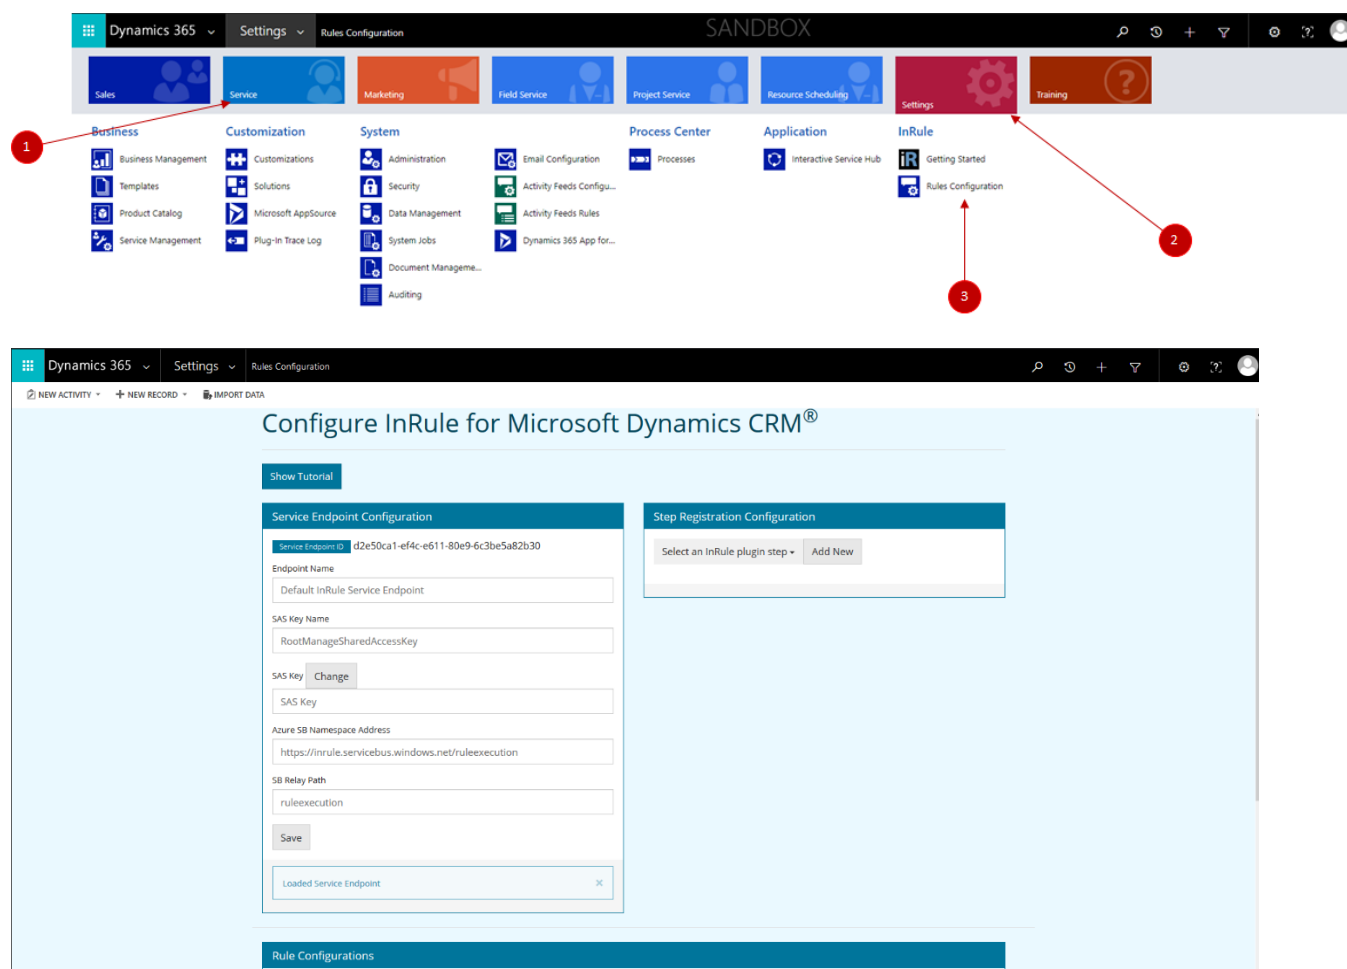 Dynamics 365 Settings Rules Configuration SANDBOX
Sales Service Marketing Field Service Project Service Resource Scheduling Settings Training
Business Customization System Process Center Application InRule
1
Business Management Customizations Administration Email Configuration Processes Interactive Service Hub iR Getting Started
Templates Solutions Security Activity Feeds Configu... Rules Configuration
Product Catalog Microsoft AppSource Data Management Activity Feeds Rules
Service Management Plug-In Trace Log System Jobs Dynamics 365 App for...
2
Document Manageme...
Auditing
3
Dynamics 365 Settings Rules Configuration
NEW ACTIVITY NEW RECORD IMPORT DATA
Configure InRule for Microsoft Dynamics CRM®
Show Tutorial
Service Endpoint Configuration
Service Endpoint ID d2e50ca1-ef4c-e611-80e9-6c3be5a82b30
Endpoint Name
Default InRule Service Endpoint
SAS Key Name
RootManageSharedAccessKey
SAS Key Change
SAS Key
Azure SB Namespace Address
https://inrule.servicebus.windows.net/ruleexecution
SB Relay Path
ruleexecution
Save
Loaded Service Endpoint
Step Registration Configuration
Select an InRule plugin step Add New
Rule Configurations